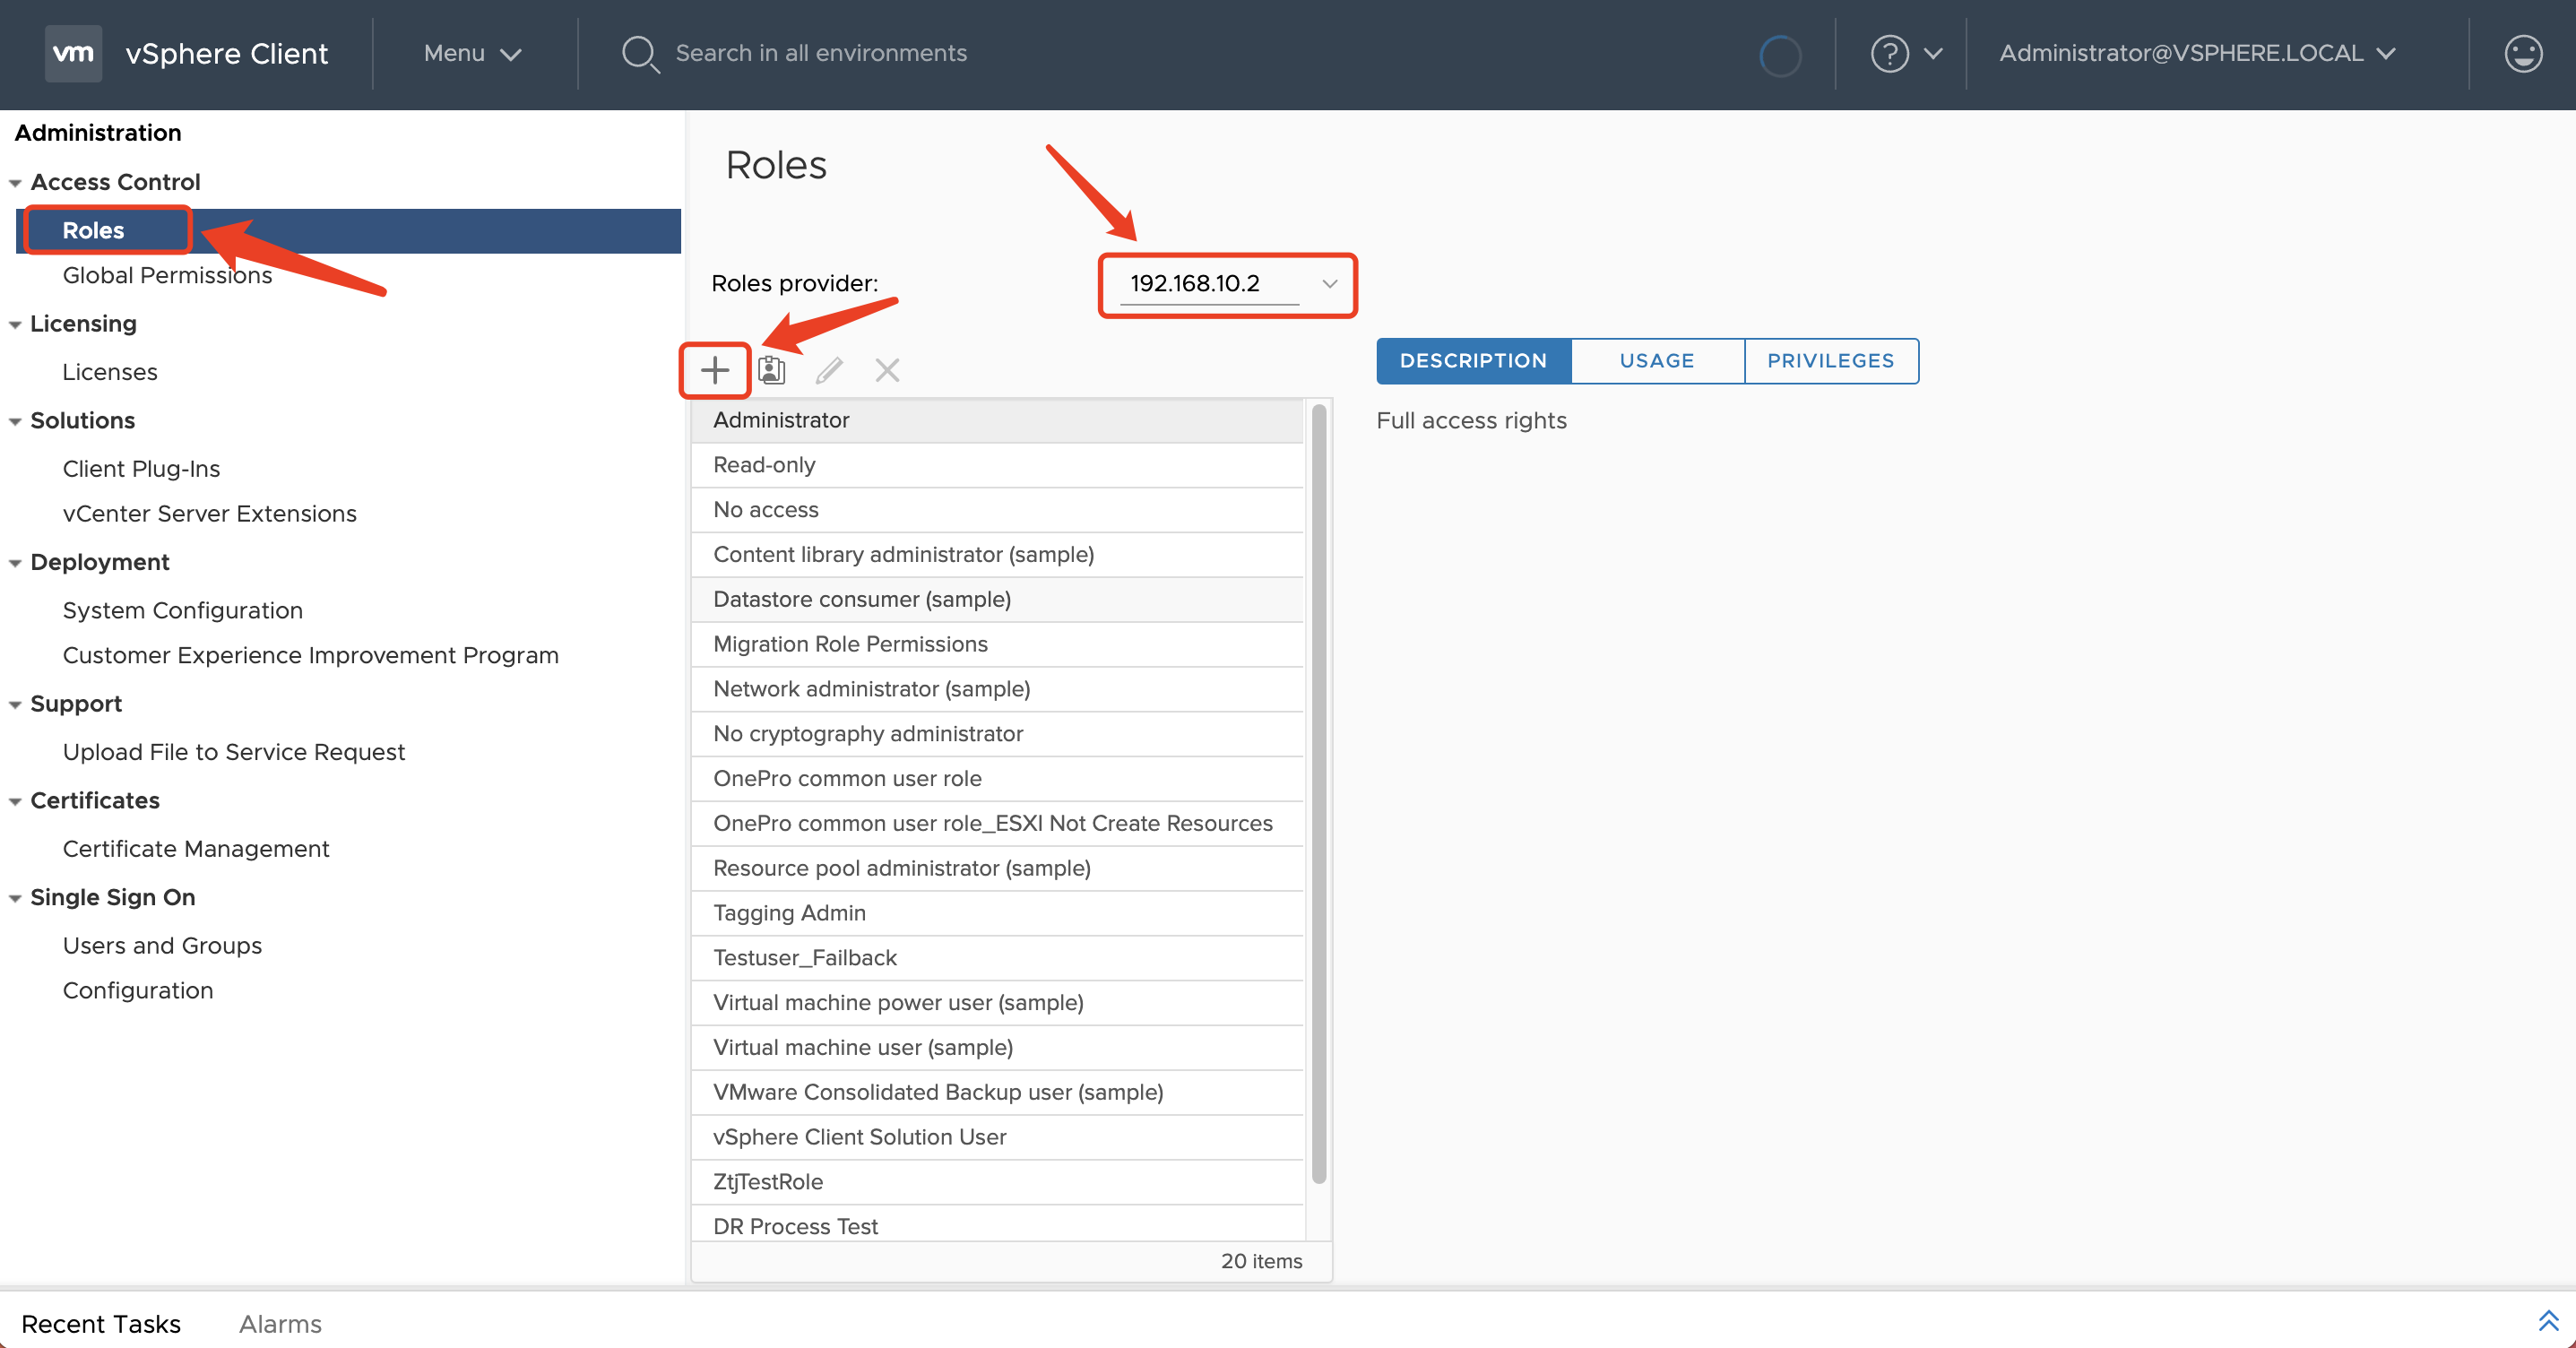 vm vSphere Client Menu Search in all environments ? Administrator@VSPHERE.LOCAL
Administration
Access Control
Roles
Global Permissions
Licensing
Licenses
Solutions
Client Plug-Ins
vCenter Server Extensions
Deployment
System Configuration
Customer Experience Improvement Program
Support
Upload File to Service Request
Certificates
Certificate Management
Single Sign On
Users and Groups
Configuration
Roles
Roles provider: 192.168.10.2
Administrator
Read-only
No access
Content library administrator (sample)
Datastore consumer (sample)
Migration Role Permissions
Network administrator (sample)
No cryptography administrator
OnePro common user role
OnePro common user role_ESXI Not Create Resources
Resource pool administrator (sample)
Tagging Admin
Testuser_Failback
Virtual machine power user (sample)
Virtual machine user (sample)
VMware Consolidated Backup user (sample)
vSphere Client Solution User
ZtjTestRole
DR Process Test
20 items
DESCRIPTION USAGE PRIVILEGES
Full access rights
Recent Tasks Alarms